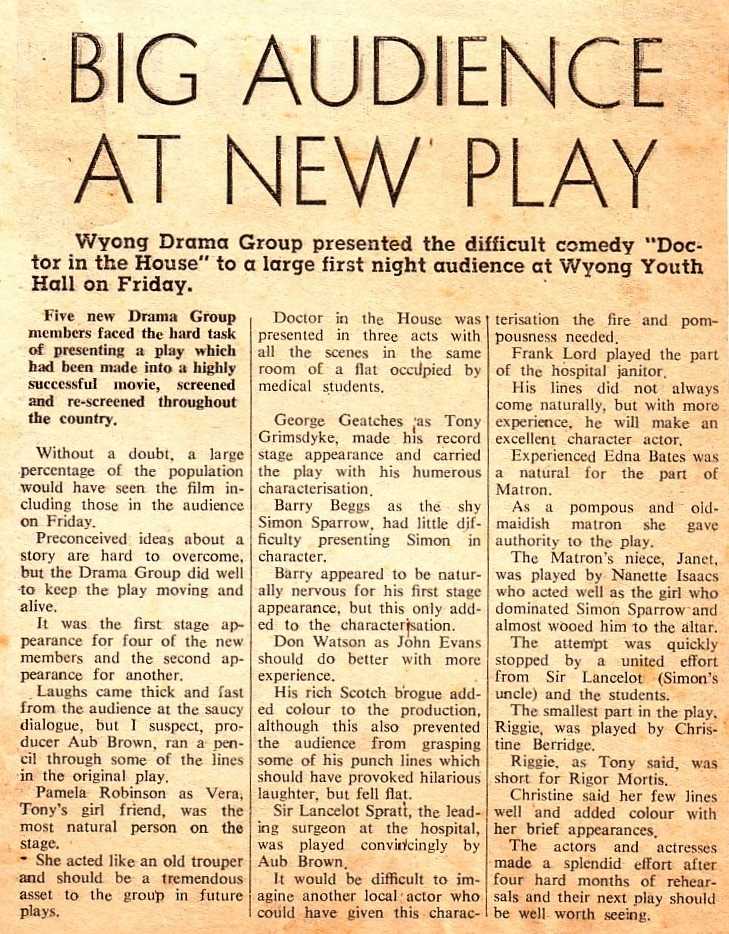 BIG AUDIENCE
AT NEW PLAY
Wyong Drama Group presented the difficult comedy "Doc-
tor in the House" to a large first night audience at Wyong Youth
Hall on Friday.
Five new Drama Group
members faced the hard task
of presenting a play which
had been made into a highly
successful movie, screened
and re-screened throughout
the country.
Without a doubt, a large
percentage of the population
would have seen the film in-
cluding those in the audience
on Friday.
Preconceived ideas about a
story are hard to overcome,
but the Drama Group did well
to keep the play moving and
alive.
It was the first stage ap-
pearance for four of the new
members and the second ap-
pearance for another.
Laughs came thick and fast
from the audience at the saucy
dialogue, but I suspect, pro-
ducer Aub Brown, ran a pen-
cil through some of the lines
in the original play.
Pamela Robinson as Vera,
Tony's girl friend, was the
most natural person on the
stage.
She acted like an old trouper
and should be a tremendous
asset to the group in future
plays.
Doctor in the House was
presented in three acts with
all the scenes in the same
room of a flat occupied by
medical students.
George Geatches as Tony
Grimsdyke, made his record
stage appearance and carried
the play with his humerous
characterisation.
Barry Beggs as the shy
Simon Sparrow, had little dif-
ficulty presenting Simon in
character.
Barry appeared to be natur-
ally nervous for his first stage
appearance, but this only add-
ed to the characterisation.
Don Watson as John Evans
should do better with more
experience.
His rich Scotch brogue add-
ed colour to the production,
although this also prevented
the audience from grasping
some of his punch lines which
should have provoked hilarious
laughter, but fell flat.
Sir Lancelot Spratt, the lead-
ing surgeon at the hospital,
was played convincingly by
Aub Brown.
It would be difficult to im-
agine another local actor who
could have given this charac-
terisation the fire and pom-
pousness needed.
Frank Lord played the part
of the hospital janitor.
His lines did not always
come naturally, but with more
experience, he will make an
excellent character actor.
Experienced Edna Bates was
a natural for the part of
Matron.
As a pompous and old-
maidish matron she gave
authority to the play.
The Matron's niece, Janet,
was played by Nanette Isaacs
who acted well as the girl who
dominated Simon Sparrow and
almost wooed him to the altar.
The attempt was quickly
stopped by a united effort
from Sir Lancelot (Simon's
uncle) and the students.
The smallest part in the play,
Riggie, was played by Chris-
tine Berridge.
Riggie, as Tony said, was
short for Rigor Mortis.
Christine said her few lines
well and added colour with
her brief appearances.
The actors and actresses
made a splendid effort after
four hard months of rehear-
sals and their next play should
be well worth seeing.